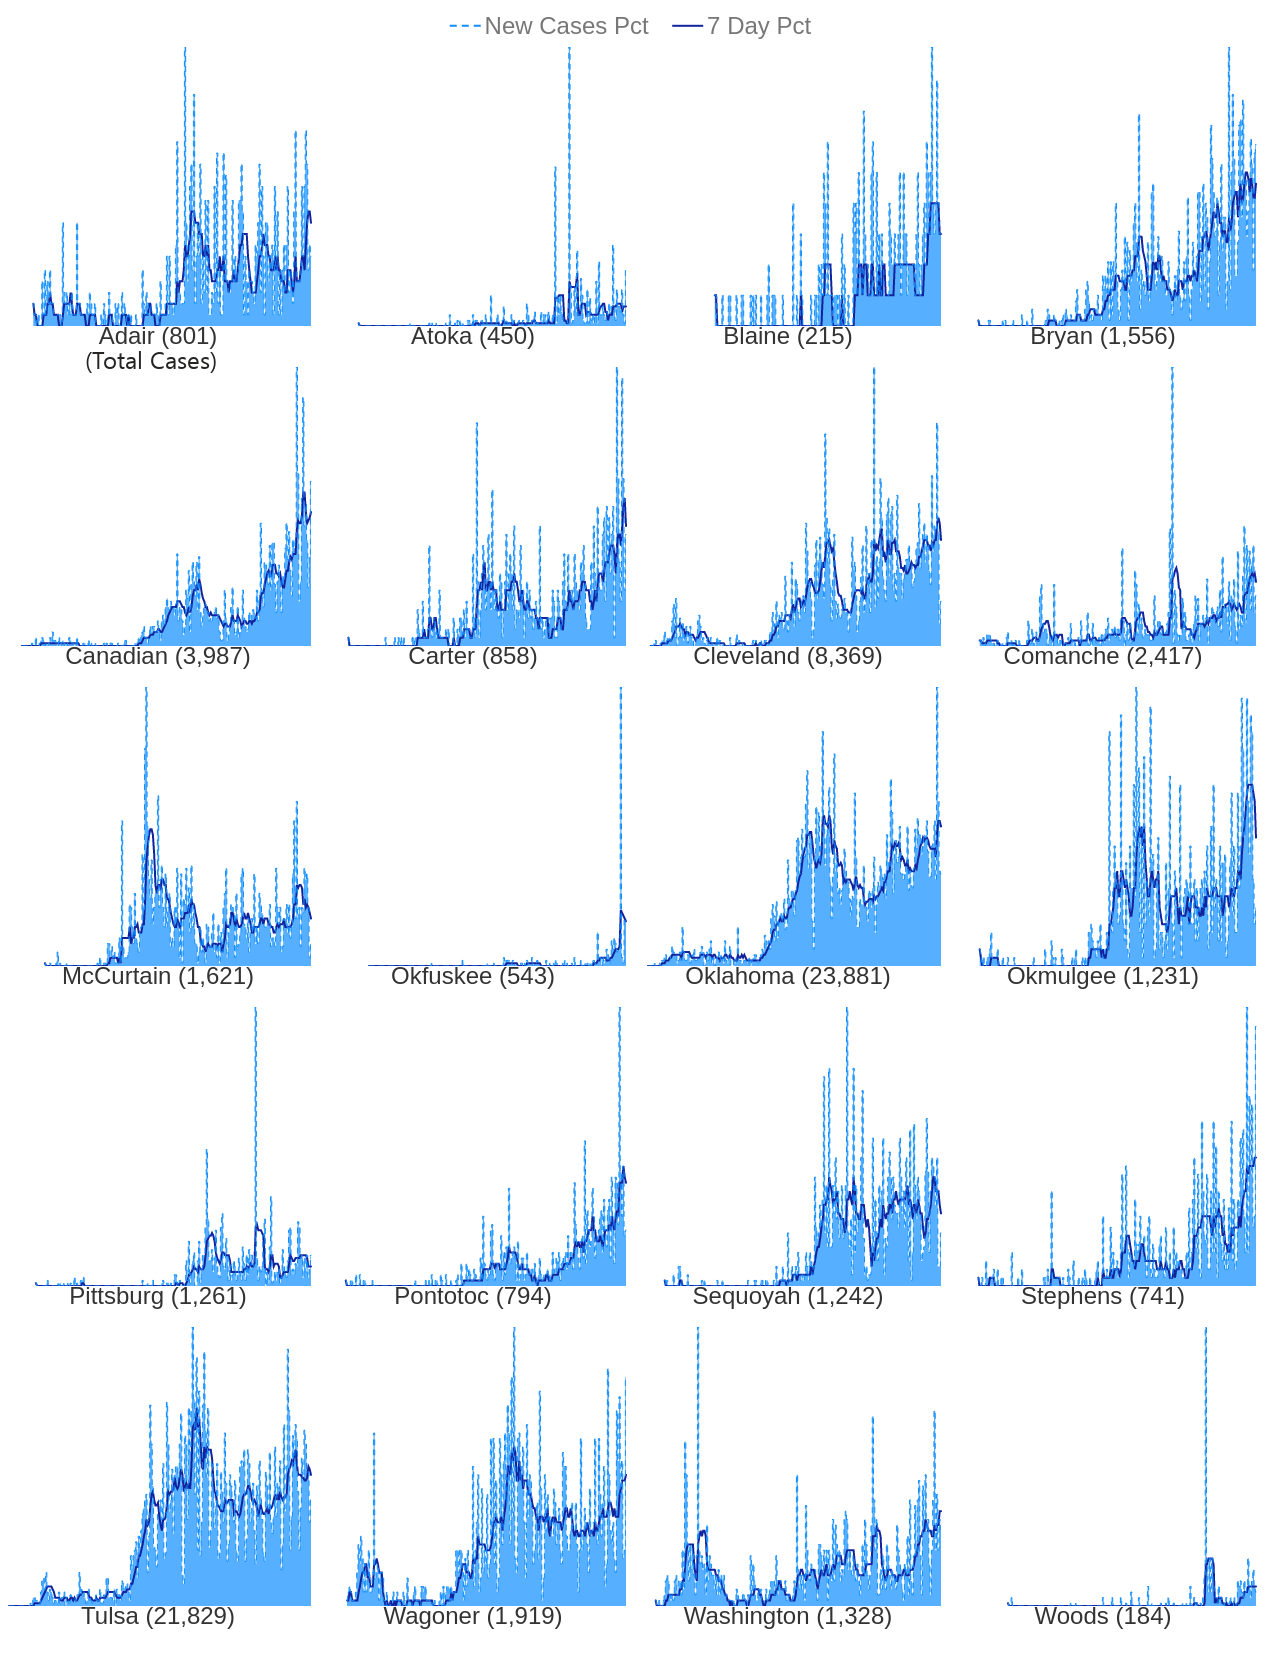 New Cases Pct 7 Day Pct
Adair (801) Atoka (450) Blaine (215) Bryan (1,556)
(Total Cases)
Canadian (3,987) Carter (858) Cleveland (8,369) Comanche (2,417)
McCurtain (1,621) Okfuskee (543) Oklahoma (23,881) Okmulgee (1,231)
Pittsburg (1,261) Pontotoc (794) Sequoyah (1,242) Stephens (741)
Tulsa (21,829) Wagoner (1,919) Washington (1,328) Woods (184)